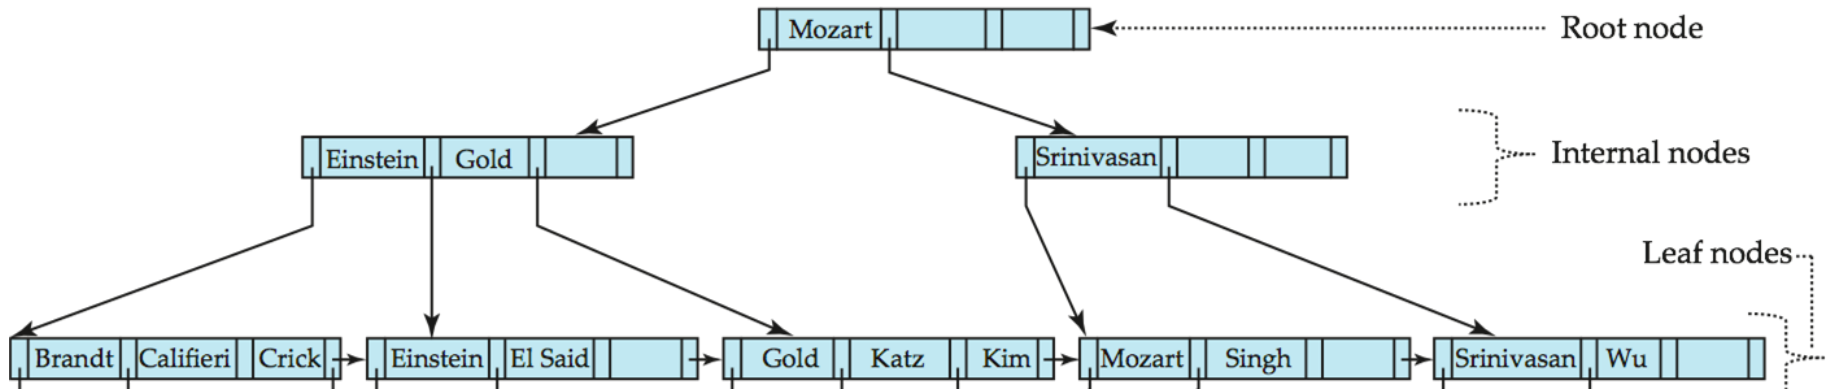 Mozart
Root node
Einstein Gold
Srinivasan
Internal nodes
Leaf nodes
Brandt Califieri Crick Einstein El Said Gold Katz Kim Mozart Singh Srinivasan Wu